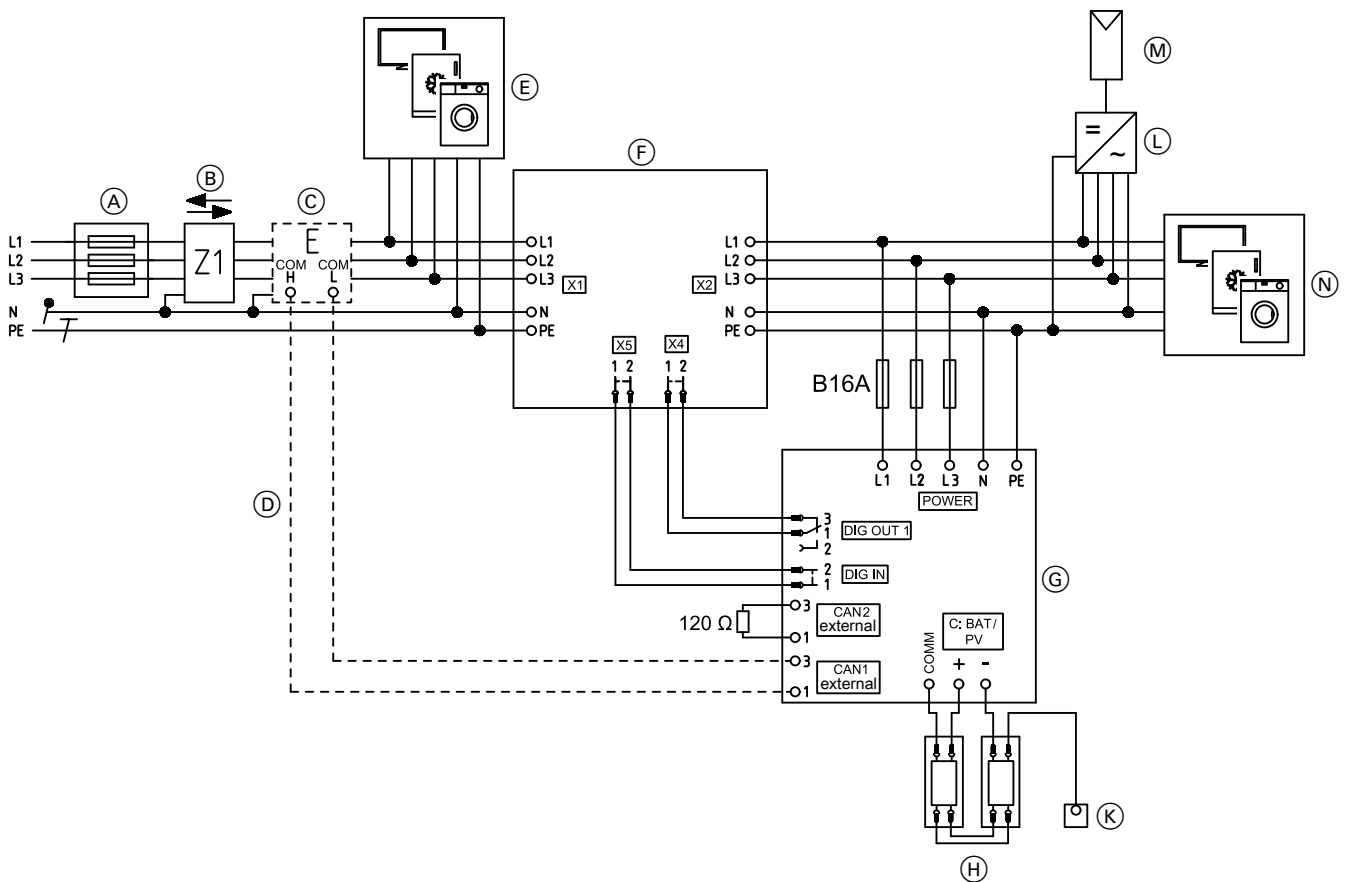 M
E
L
F
B
A
C
N
L1
L2
L3
N
PE
Z1
E
COM H
COM L
L1
L2
L3
N
PE
X1
X2
L1
L2
L3
N
PE
X5
1 2
X4
1 2
B16A
L1 L2 L3 N PE
POWER
D
3
1
2
DIG OUT 1
2
1
DIG IN
G
120 Ω
3
1
CAN2
external
3
1
CAN1
external
COMM
C: BAT/
PV
+ -
K
H